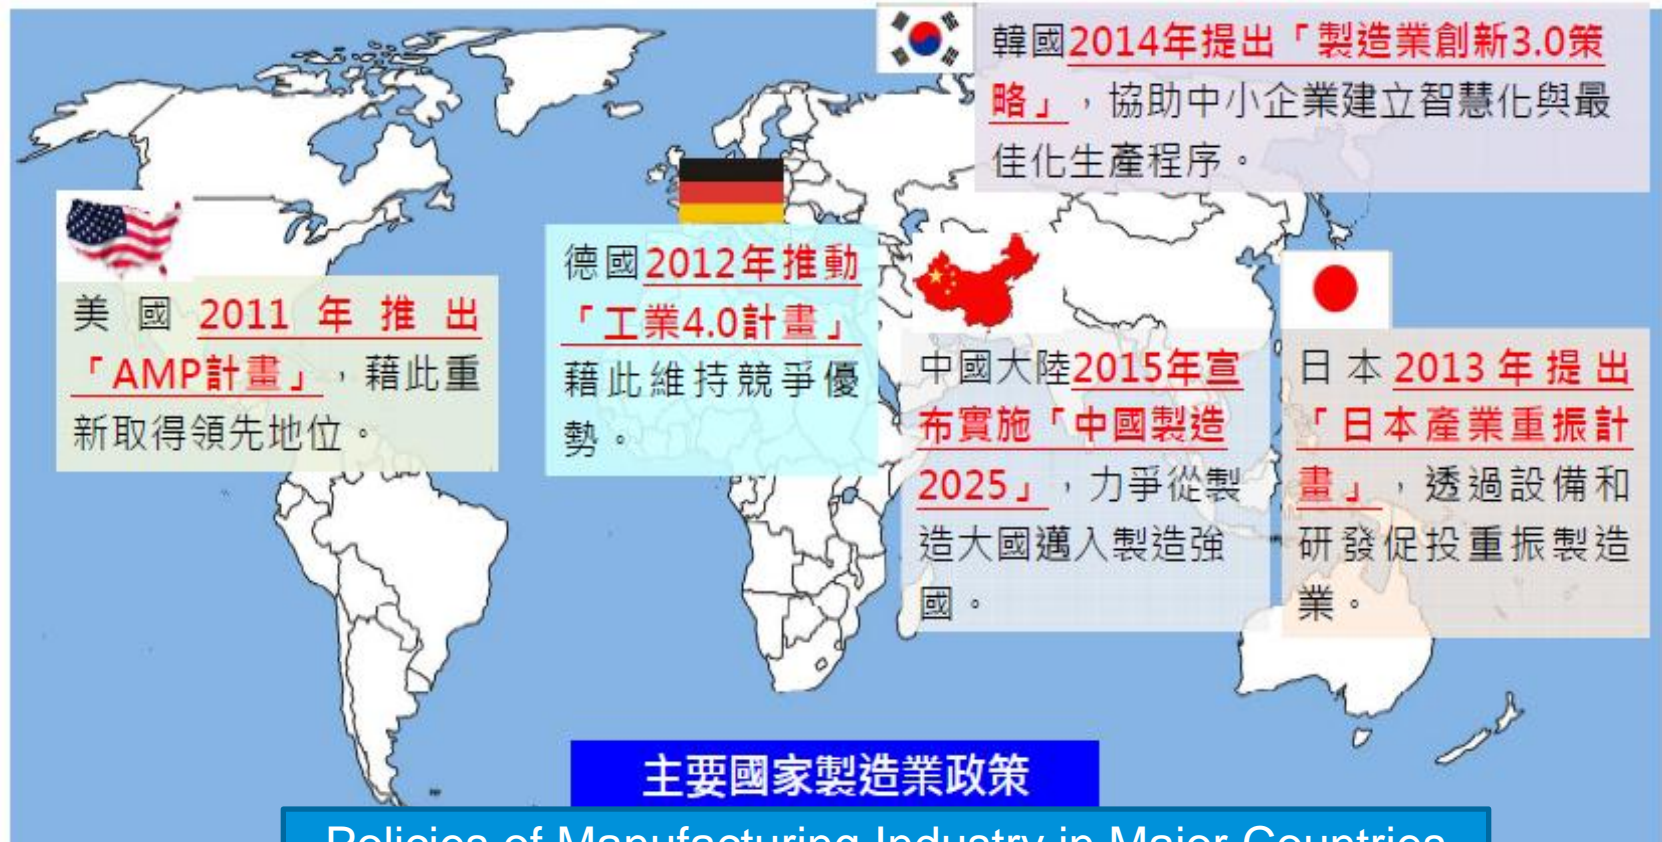 韓國2014年提出「製造業創新3.0策
略」，協助中小企業建立智慧化與最
佳化生產程序。
美國2011年推出
「AMP計畫」，藉此重
新取得領先地位。
德國2012年推動
「工業4.0計畫」
藉此維持競爭優
勢。
中國大陸2015年宣
布實施「中國製造
2025」，力爭從製
造大國邁入製造強
國。
日本2013年提出
「日本產業重振計
畫」，透過設備和
研發促投重振製造
業。
主要國家製造業政策
Policies of Manufacturing Industry in Major Countries